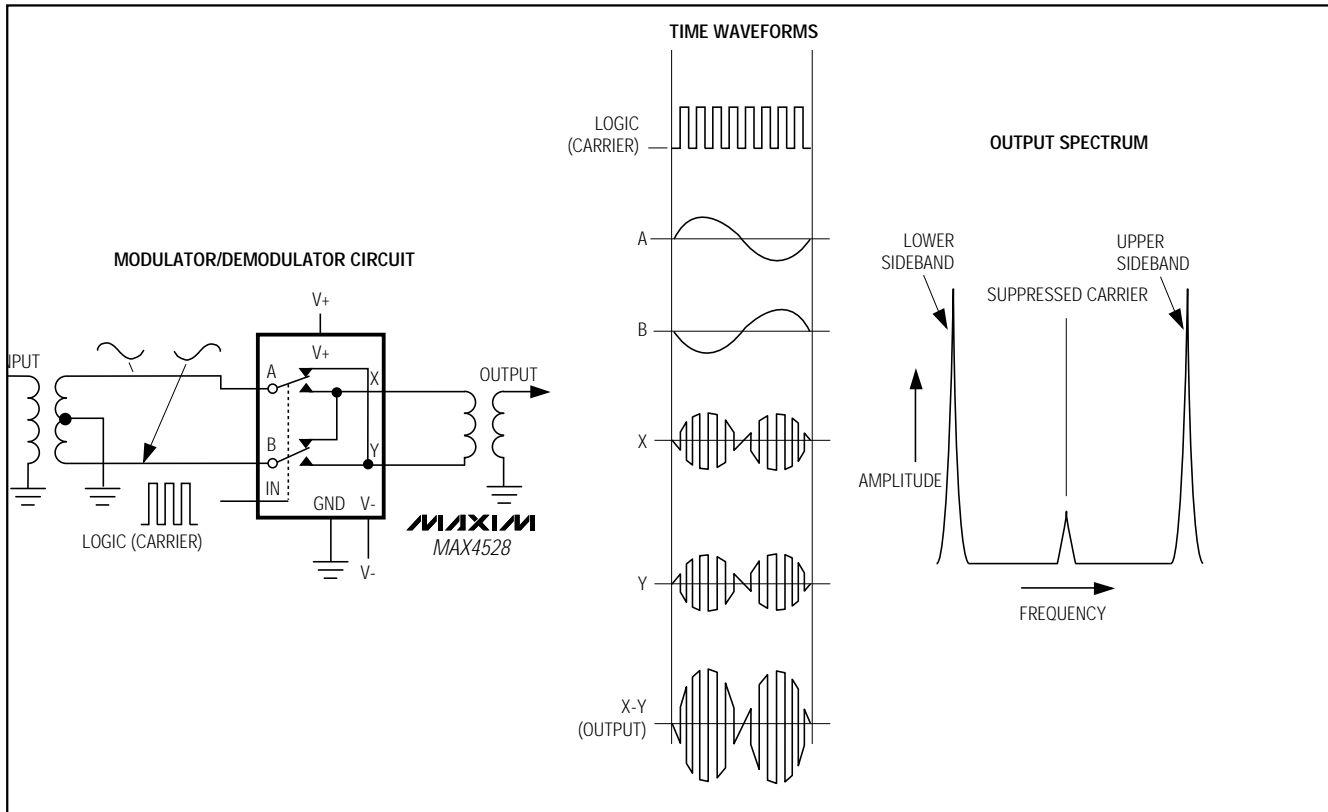 TIME WAVEFORMS
LOGIC
(CARRIER)
OUTPUT SPECTRUM
A
LOWER
SIDEBAND
UPPER
SIDEBAND
MODULATOR/DEMODULATOR CIRCUIT
SUPPRESSED CARRIER
V+
B
V+
NPUT
A
X
OUTPUT
B
Y
X
AMPLITUDE
IN
GND
V-
MAXIM
LOGIC (CARRIER)
MAX4528
V-
Y
FREQUENCY
X-Y
(OUTPUT)